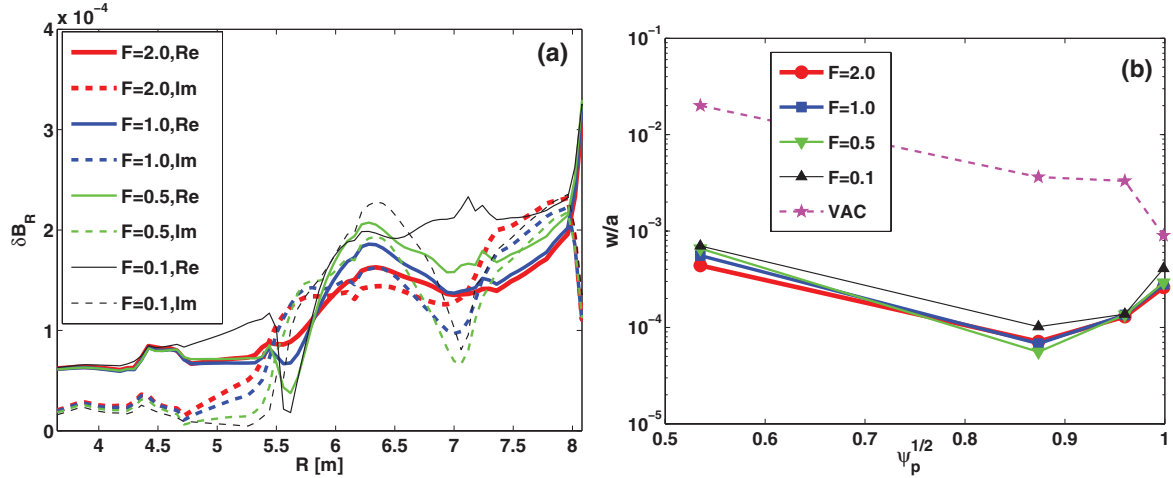 x 10⁻⁴
4
3
2
1
0
δB_R
F=2.0,Re
F=2.0,Im
F=1.0,Re
F=1.0,Im
F=0.5,Re
F=0.5,Im
F=0.1,Re
F=0.1,Im
(a)
4 4.5 5 5.5 6 6.5 7 7.5 8
R [m]
10⁻¹
10⁻²
10⁻³
10⁻⁴
10⁻⁵
w/a
F=2.0
F=1.0
F=0.5
F=0.1
VAC
(b)
0.5 0.6 0.7 0.8 0.9 1
ψ_p^1/2